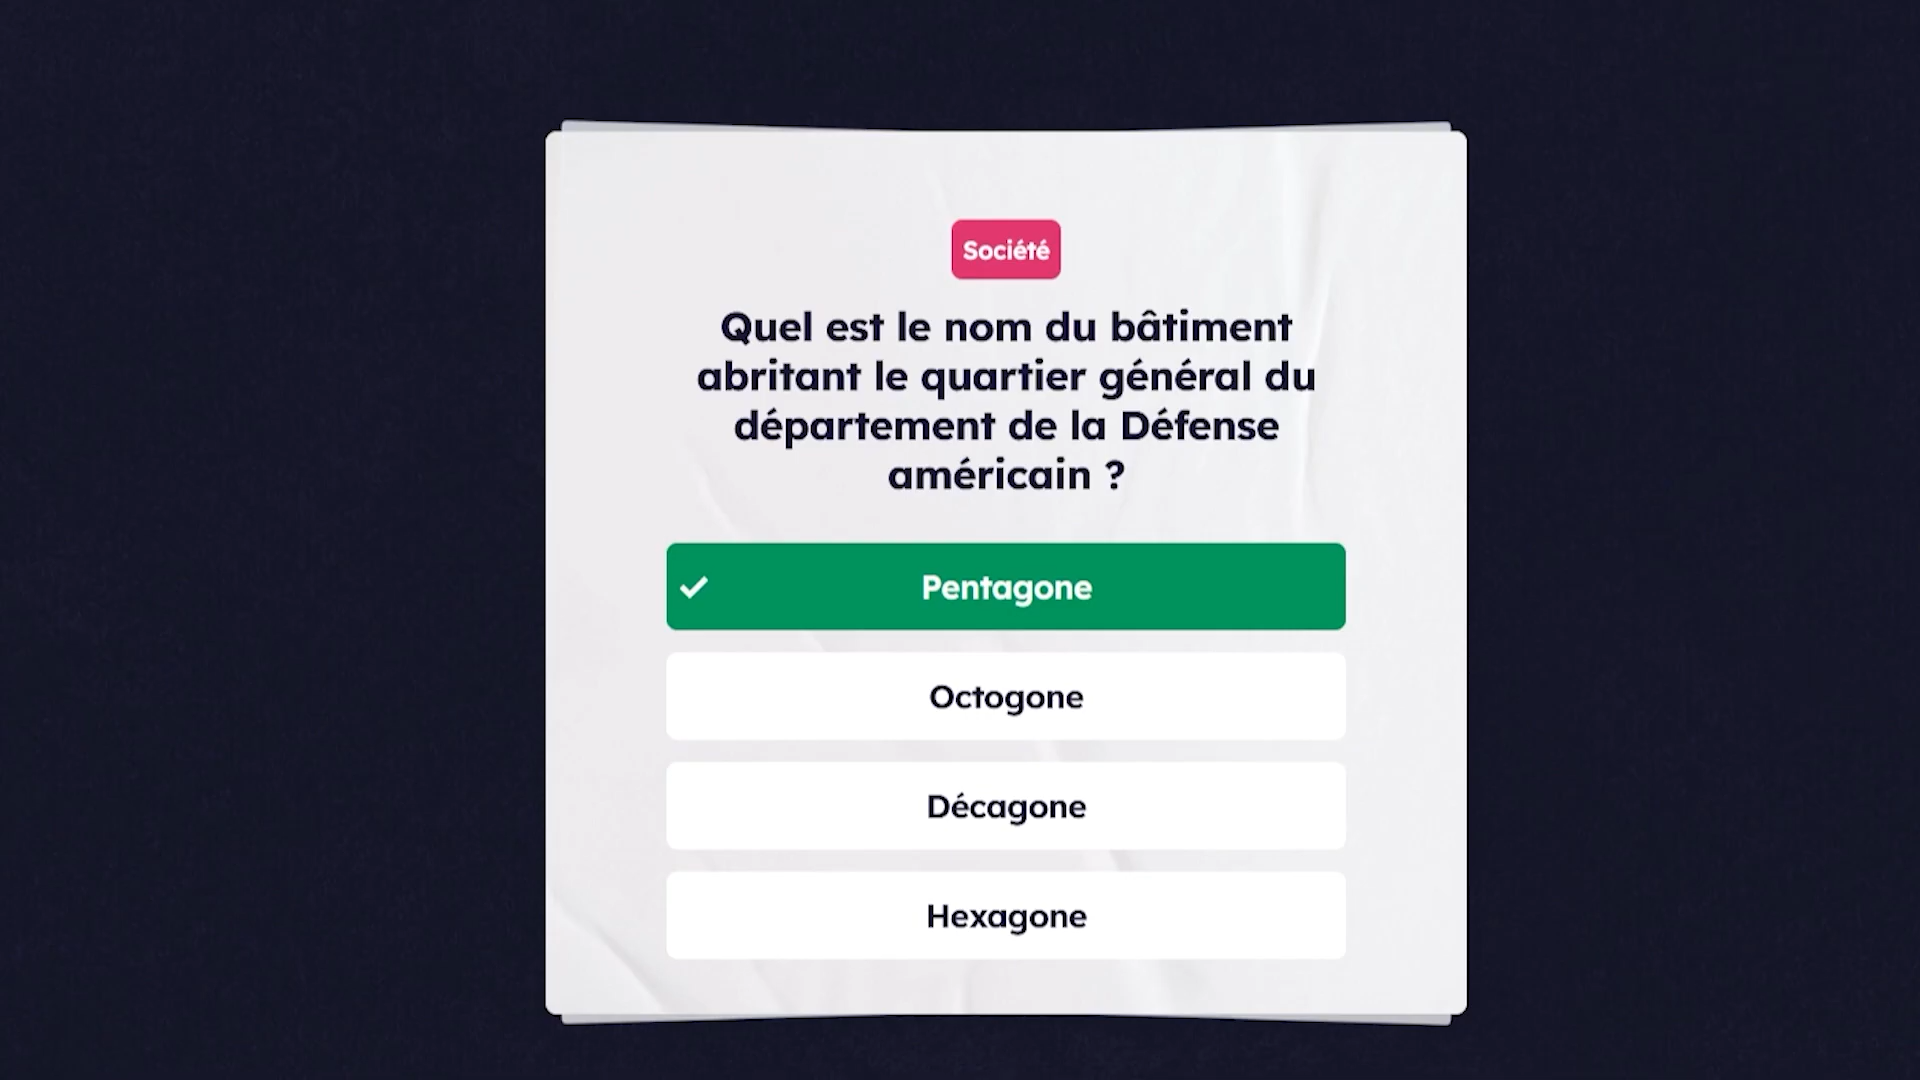 Société
Quel est le nom du bâtiment
abritant le quartier général du
département de la Défense
américain ?
Pentagone
Octogone
Décagone
Hexagone